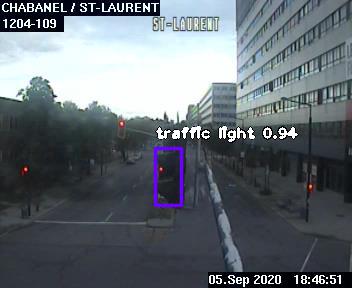 CHABANEL / ST-LAURENT
1204-109
ST-LAURENT
traffic light 0.94
05.Sep 2020 18:46:51